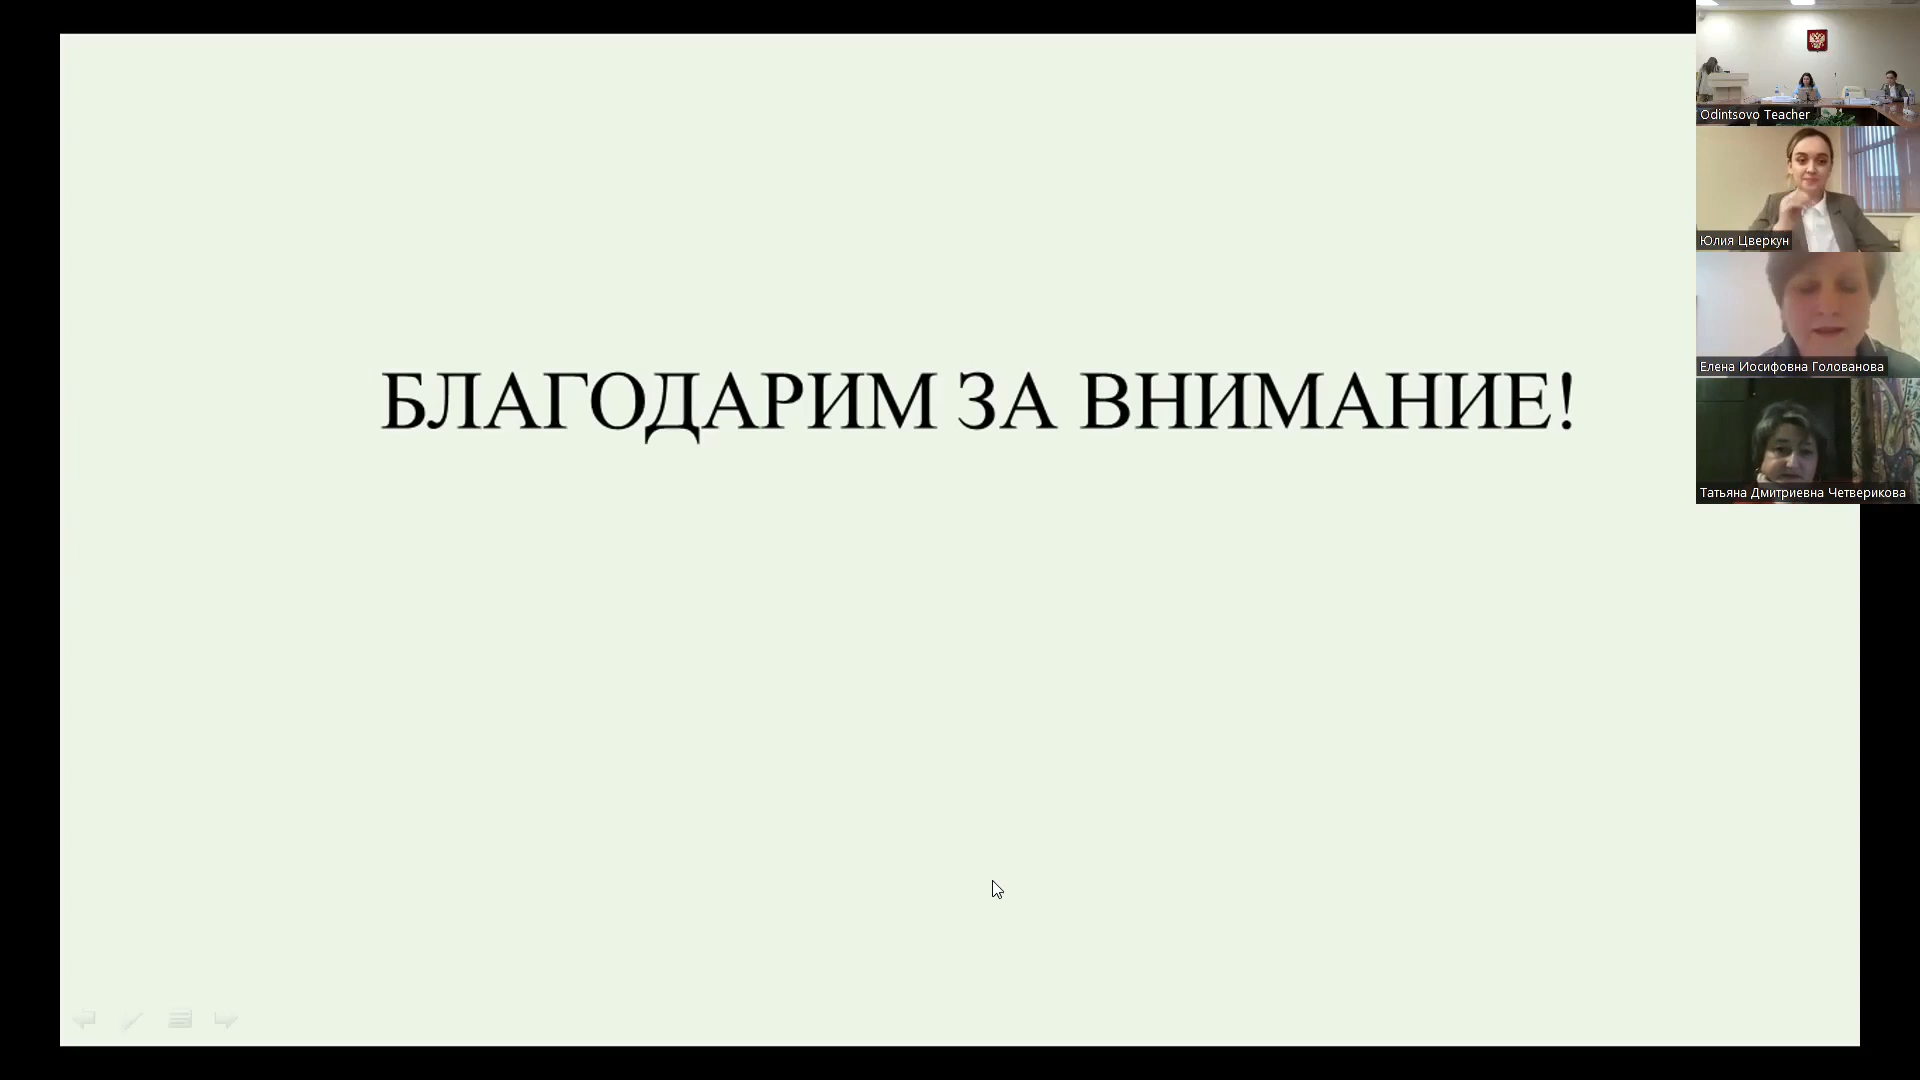 БЛАГОДАРИМ ЗА ВНИМАНИЕ!
Odintsovo Teacher
Юлия Цверкун
Елена Иосифовна Голованова
Татьяна Дмитриевна Четверикова